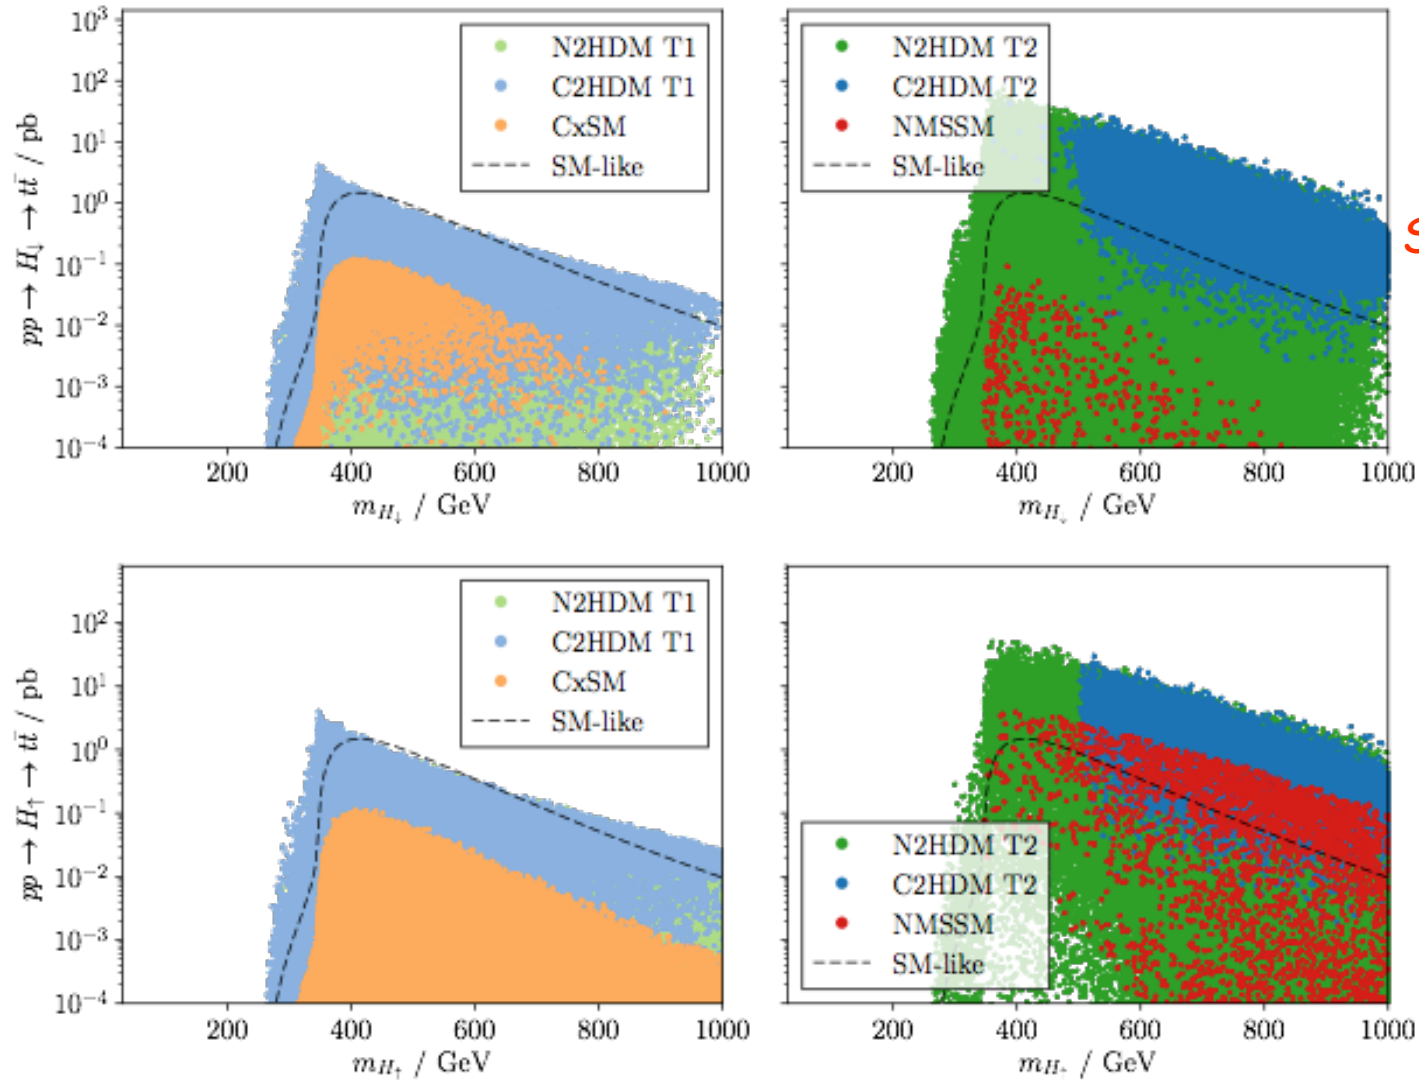 pp → H↓ → tt̄ / pb
10³
10²
10¹
10⁰
10⁻¹
10⁻²
10⁻³
10⁻⁴
N2HDM T1
C2HDM T1
CxSM
SM-like
200 400 600 800 1000
m_H↓ / GeV
N2HDM T2
C2HDM T2
NMSSM
SM-like
200 400 600 800 1000
/ GeV
S
pp → H↑ → tt̄ / pb
10²
10¹
10⁰
10⁻¹
10⁻²
10⁻³
10⁻⁴
N2HDM T1
C2HDM T1
CxSM
SM-like
200 400 600 800 1000
m_H↑ / GeV
N2HDM T2
C2HDM T2
NMSSM
SM-like
200 400 600 800 1000
/ GeV